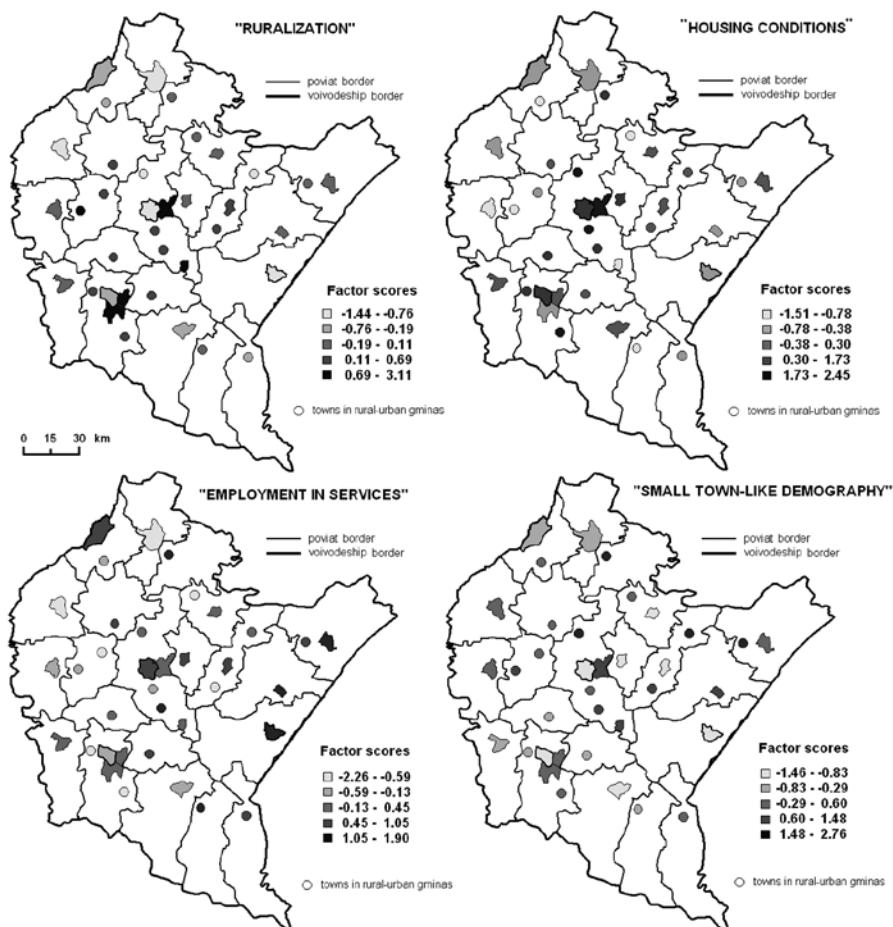 "RURALIZATION"
poviat border
voivodeship border
Factor scores
-1.44 - -0.76
-0.76 - -0.19
-0.19 - 0.11
0.11 - 0.69
0.69 - 3.11
towns in rural-urban gminas
0 15 30 km
"HOUSING CONDITIONS"
poviat border
voivodeship border
Factor scores
-1.51 - -0.78
-0.78 - -0.38
-0.38 - 0.30
0.30 - 1.73
1.73 - 2.45
towns in rural-urban gminas
"EMPLOYMENT IN SERVICES"
poviat border
voivodeship border
Factor scores
-2.26 - -0.59
-0.59 - -0.13
-0.13 - 0.45
0.45 - 1.05
1.05 - 1.90
towns in rural-urban gminas
"SMALL TOWN-LIKE DEMOGRAPHY"
poviat border
voivodeship border
Factor scores
-1.46 - -0.83
-0.83 - -0.29
-0.29 - 0.60
0.60 - 1.48
1.48 - 2.76
towns in rural-urban gminas